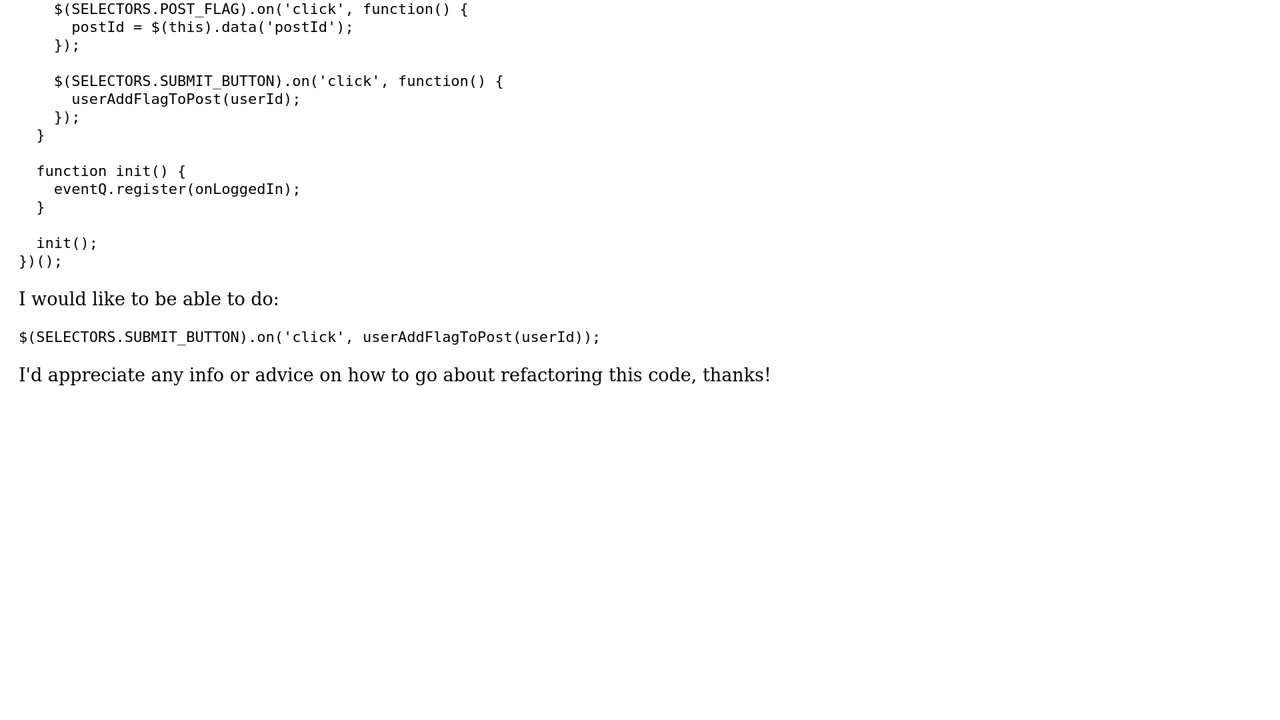 $(SELECTORS.POST_FLAG).on('click', function() {
      postId = $(this).data('postId');
    });

    $(SELECTORS.SUBMIT_BUTTON).on('click', function() {
      userAddFlagToPost(userId);
    });
  }

  function init() {
    eventQ.register(onLoggedIn);
  }

  init();
})();
I would like to be able to do:
$(SELECTORS.SUBMIT_BUTTON).on('click', userAddFlagToPost(userId));
I'd appreciate any info or advice on how to go about refactoring this code, thanks!